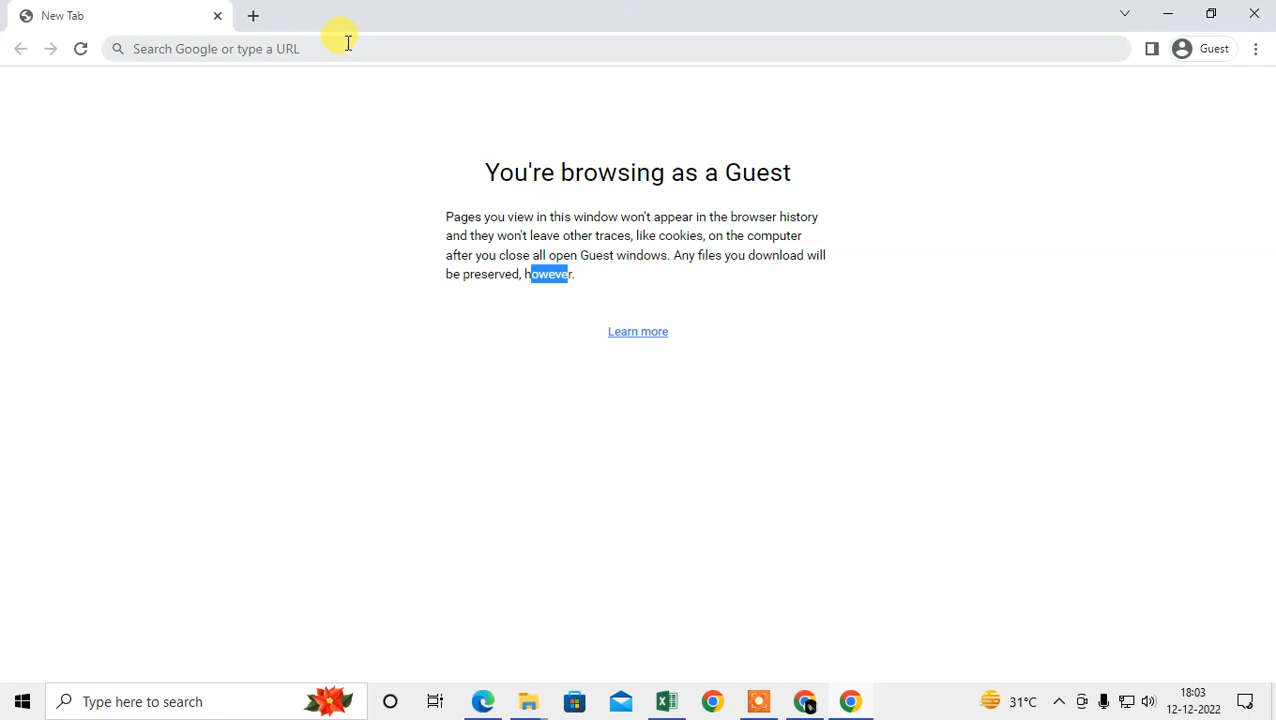 New Tab
Search Google or type a URL
Guest
You're browsing as a Guest
Pages you view in this window won't appear in the browser history
and they won't leave other traces, like cookies, on the computer
after you close all open Guest windows. Any files you download will
be preserved, however.
Learn more
Type here to search
31°C
18:03
12-12-2022